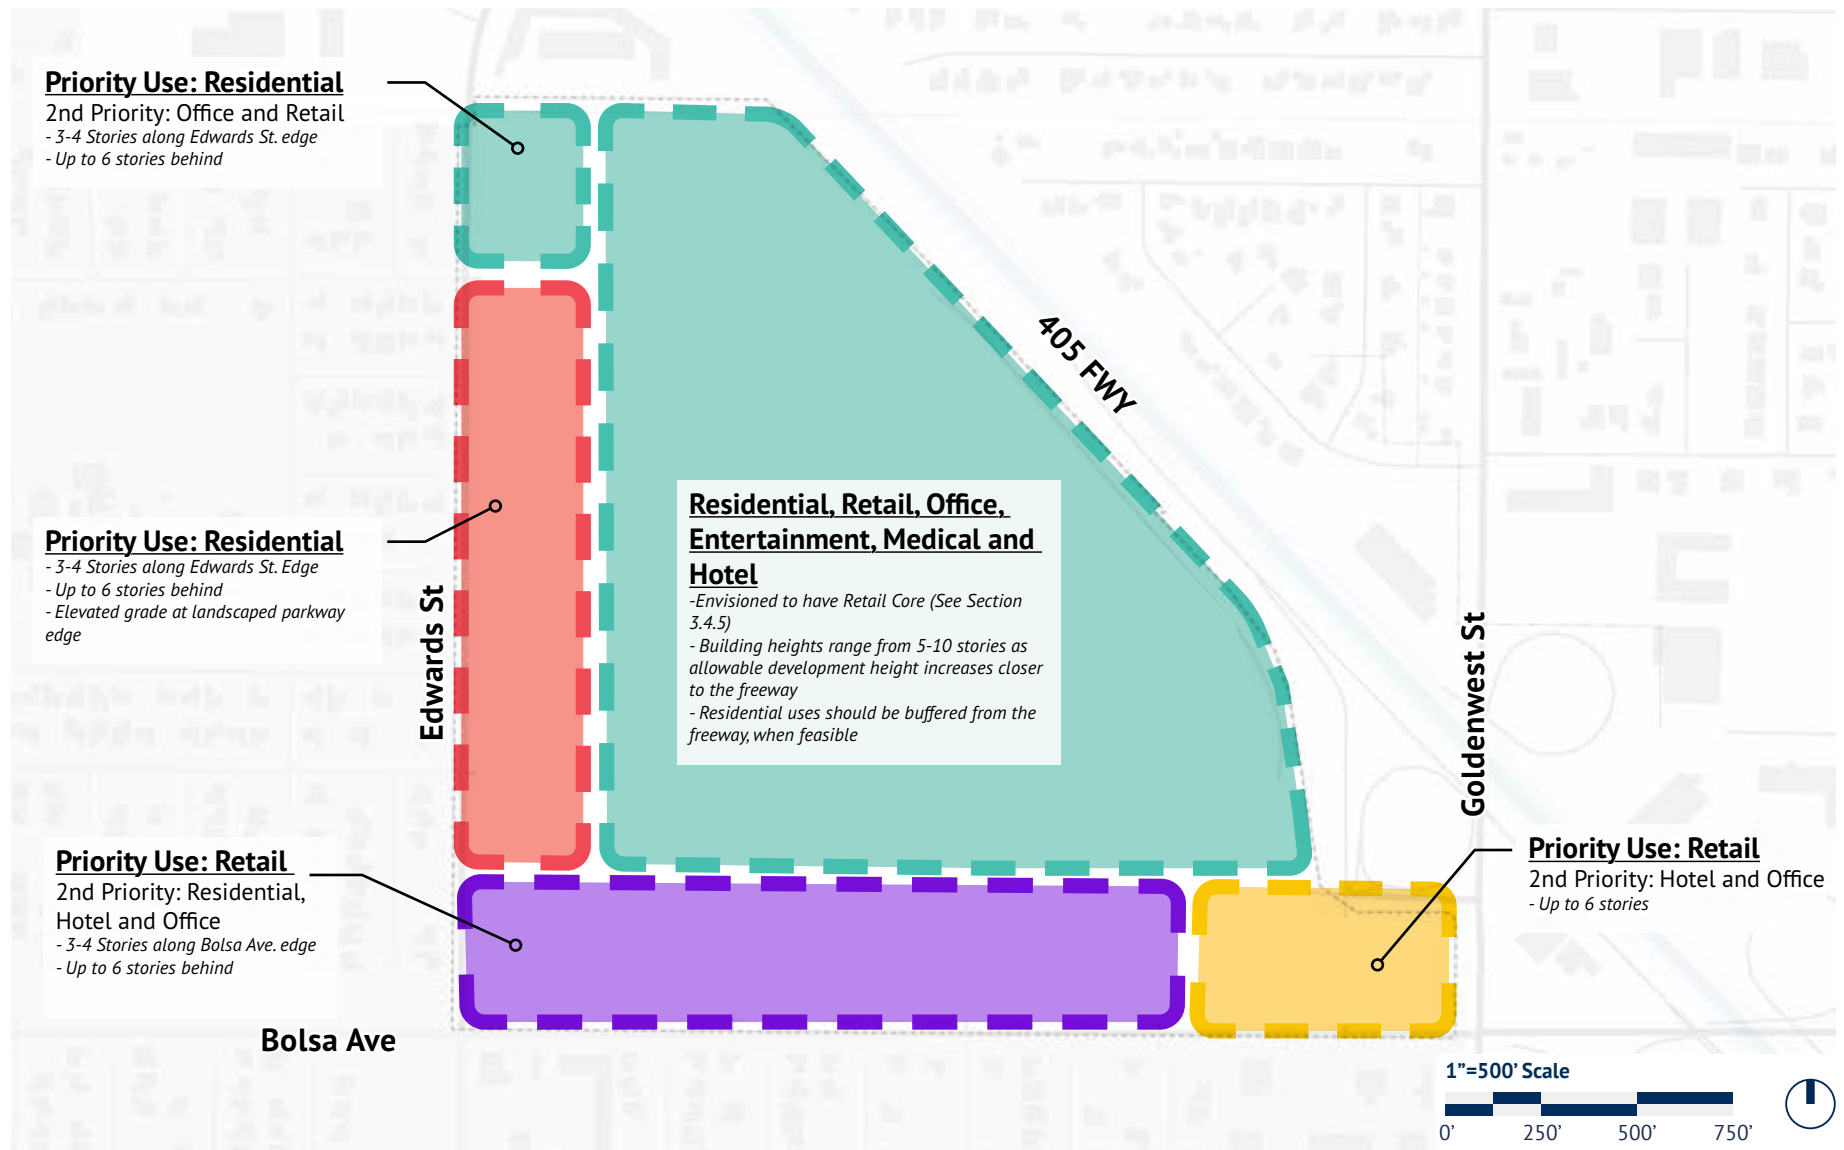 Priority Use: Residential
2nd Priority: Office and Retail
- 3-4 Stories along Edwards St. edge
- Up to 6 stories behind
405 FWY
Residential, Retail, Office,
Entertainment, Medical and
Hotel
-Envisioned to have Retail Core (See Section
3.4.5)
- Building heights range from 5-10 stories as
allowable development height increases closer
to the freeway
- Residential uses should be buffered from the
freeway, when feasible
Priority Use: Residential
- 3-4 Stories along Edwards St. Edge
- Up to 6 stories behind
- Elevated grade at landscaped parkway
edge
Edwards St
Goldenwest St
Priority Use: Retail
2nd Priority: Residential,
Hotel and Office
- 3-4 Stories along Bolsa Ave. edge
- Up to 6 stories behind
Priority Use: Retail
2nd Priority: Hotel and Office
- Up to 6 stories
Bolsa Ave
1”=500’ Scale
0’ 250’ 500’ 750’